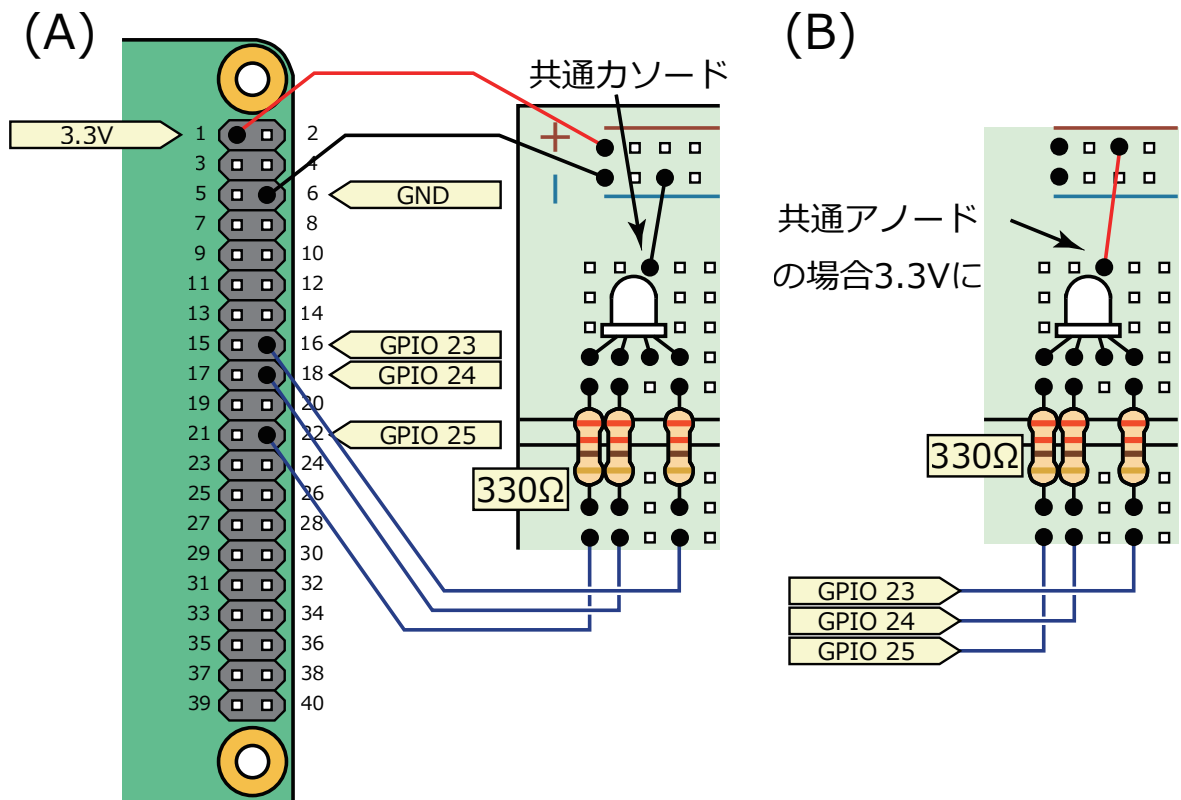 (A)
共通カソード
3.3V
1 2
3 4
5 6 GND
7 8
9 10
11 12
13 14
15 16 GPIO 23
17 18 GPIO 24
19 20
21 22 GPIO 25
23 24
25 26
27 28
29 30
31 32
33 34
35 36
37 38
39 40
+
−
330Ω
(B)
共通アノード
の場合3.3Vに
330Ω
GPIO 23
GPIO 24
GPIO 25